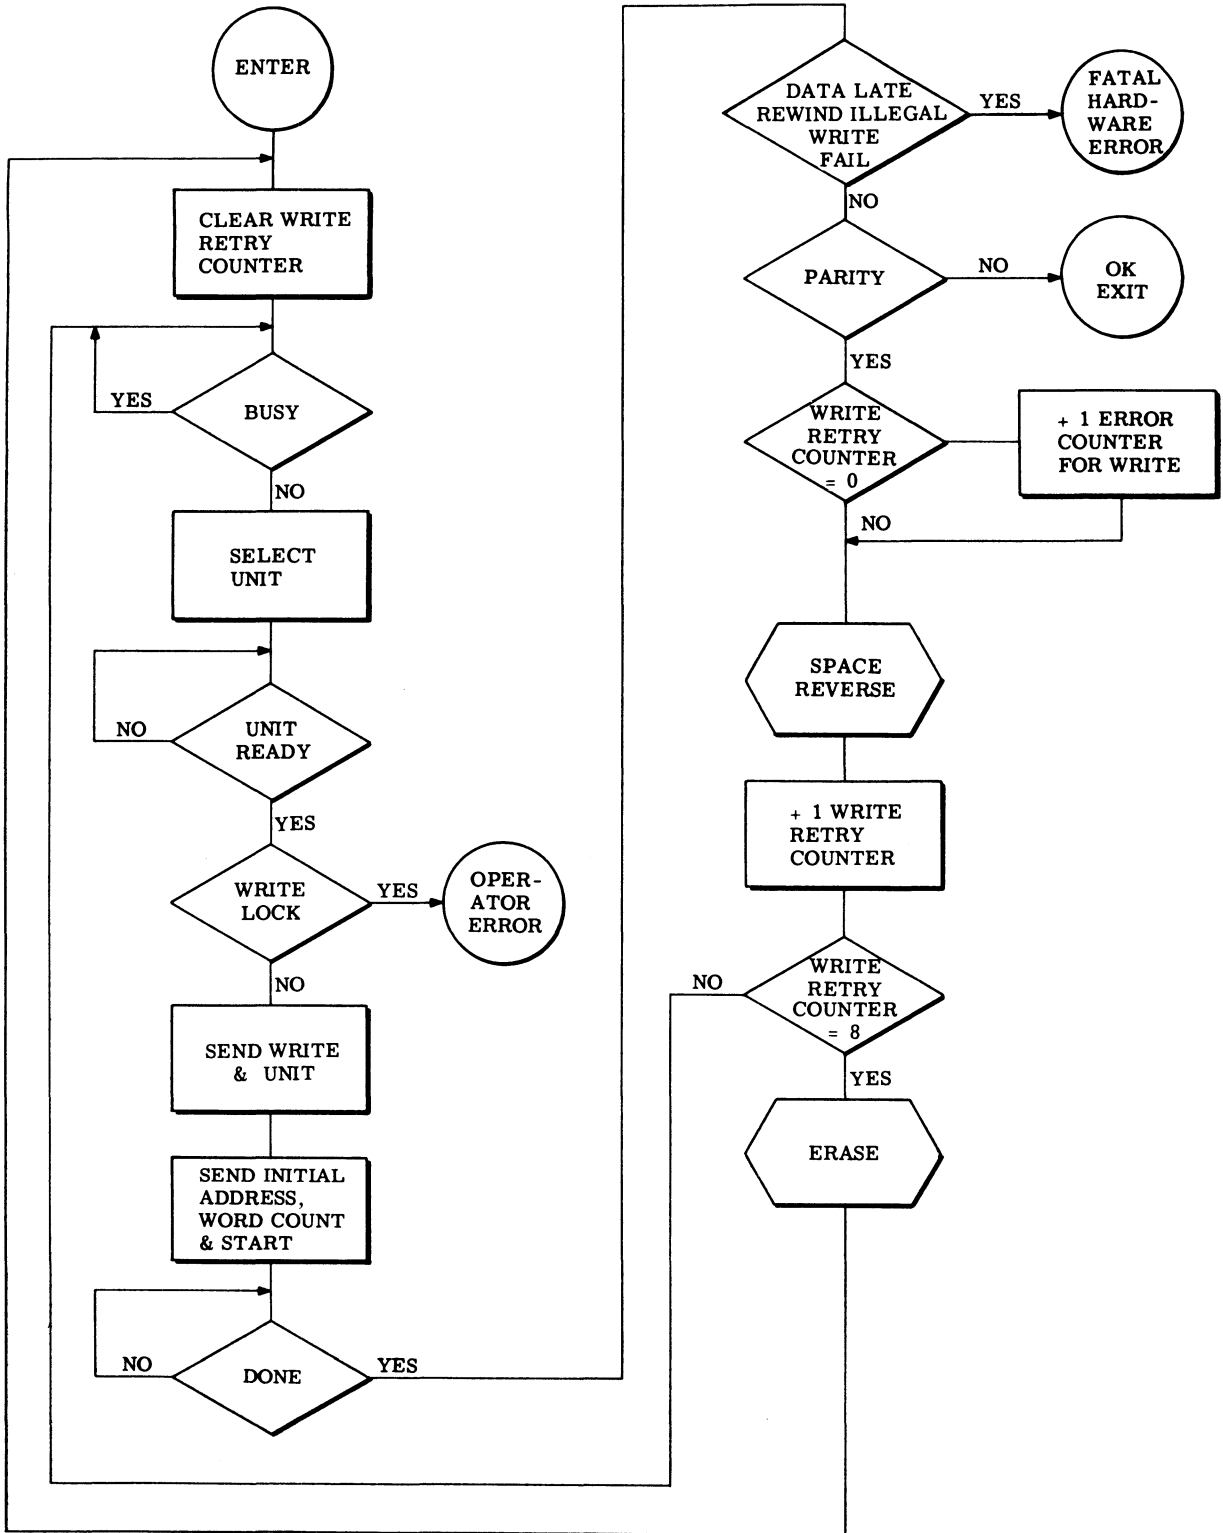 ENTER
CLEAR WRITE
RETRY
COUNTER
YES
BUSY
NO
SELECT
UNIT
NO
UNIT
READY
YES
WRITE
LOCK
YES
OPER-
ATOR
ERROR
NO
SEND WRITE
& UNIT
SEND INITIAL
ADDRESS,
WORD COUNT
& START
NO
DONE
YES
DATA LATE
REWIND ILLEGAL
WRITE
FAIL
YES
FATAL
HARD-
WARE
ERROR
NO
PARITY
NO
OK
EXIT
YES
WRITE
RETRY
COUNTER
= 0
+ 1 ERROR
COUNTER
FOR WRITE
NO
SPACE
REVERSE
+ 1 WRITE
RETRY
COUNTER
NO
WRITE
RETRY
COUNTER
= 8
YES
ERASE